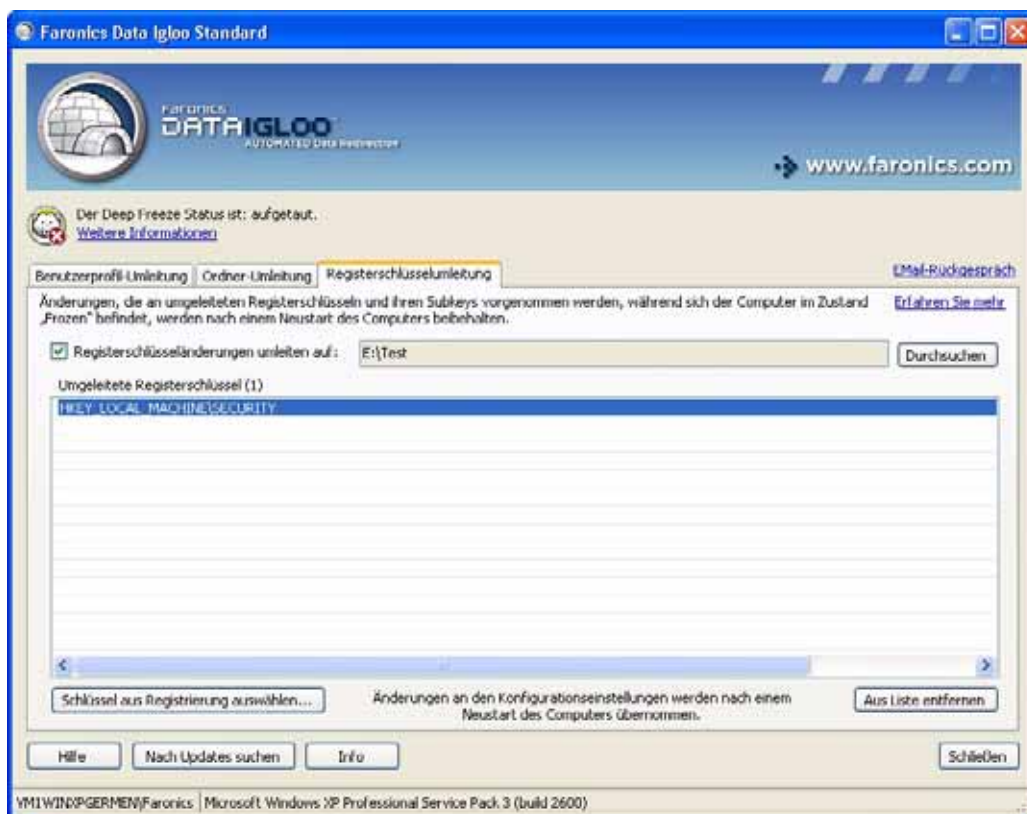 Faronics Data Igloo Standard
FARONICS
DATAIGLOO
AUTOMATED Data Redirection
www.faronics.com
Der Deep Freeze Status ist: aufgetaut.
Weitere Informationen
Benutzerprofil-Umleitung Ordner-Umleitung Registerschlüsselumleitung
EMail-Rückgespräch
Änderungen, die an umgeleiteten Registerschlüsseln und ihren Subkeys vorgenommen werden, während sich der Computer im Zustand
„Frozen“ befindet, werden nach einem Neustart des Computers beibehalten.
Erfahren Sie mehr
Registerschlüsseländerungen umleiten auf: E:\Test Durchsuchen
Umgeleitete Registerschlüssel (1)
HKEY_LOCAL_MACHINE\SECURITY
Schlüssel aus Registrierung auswählen...
Änderungen an den Konfigurationseinstellungen werden nach einem
Neustart des Computers übernommen.
Aus Liste entfernen
Hilfe Nach Updates suchen Info Schließen
VM1WINXPGERMEN\Faronics Microsoft Windows XP Professional Service Pack 3 (build 2600)